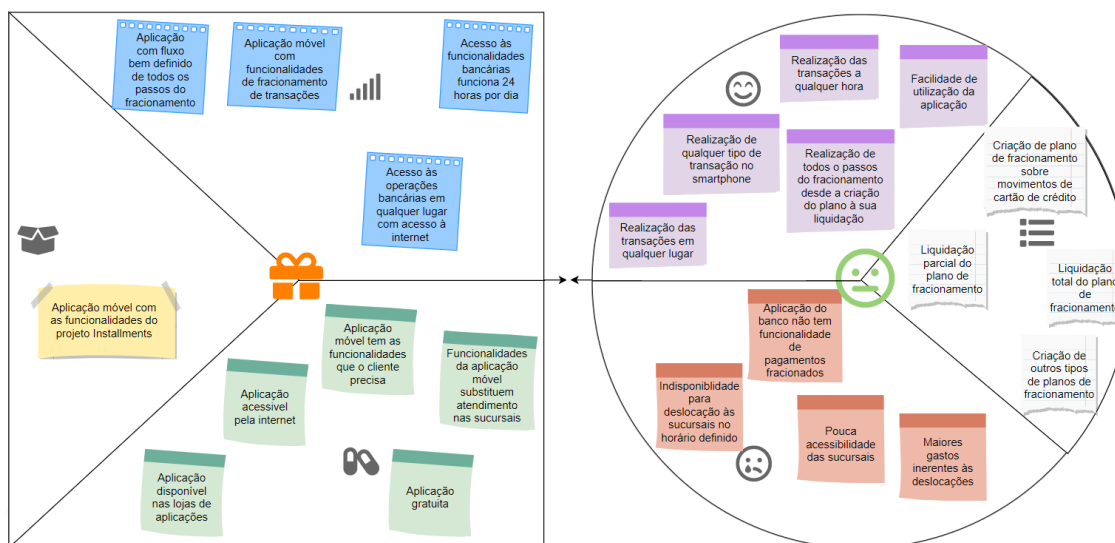 Aplicação
com fluxo
bem definido
de todos os
passos do
fracionamento
Aplicação móvel
com
funcionalidades
de fracionamento
de transações
Acesso às
funcionalidades
bancárias
funciona 24
horas por dia
Acesso às
operações
bancárias em
qualquer lugar
com acesso à
internet
Aplicação móvel com
as funcionalidades do
projeto Installments
Aplicação
móvel tem as
funcionalidades
que o cliente
precisa
Funcionalidades
da aplicação
móvel
substituem
atendimento
nas sucursais
Aplicação
acessivel
pela internet
Aplicação
disponível
nas lojas de
aplicações
Aplicação
gratuita
Realização das
transações a
qualquer hora
Facilidade de
utilização da
aplicação
Realização de
qualquer tipo de
transação no
smartphone
Realização de
todos o passos
do fracionamento
desde a criação
do plano à sua
liquidação
Realização das
transações em
qualquer lugar
Criação de plano
de fracionamento
sobre
movimentos de
cartão de crédito
Liquidação
parcial do
plano de
fracionamento
Liquidação
total do plano
de
fracionamento
Criação de
outros tipos
de planos de
fracionamento
Aplicação do
banco não tem
funcionalidade
de
pagamentos
fracionados
Indisponiblidade
para
deslocação às
sucursais no
horário definido
Pouca
acessibilidade
das sucursais
Maiores
gastos
inerentes às
deslocações